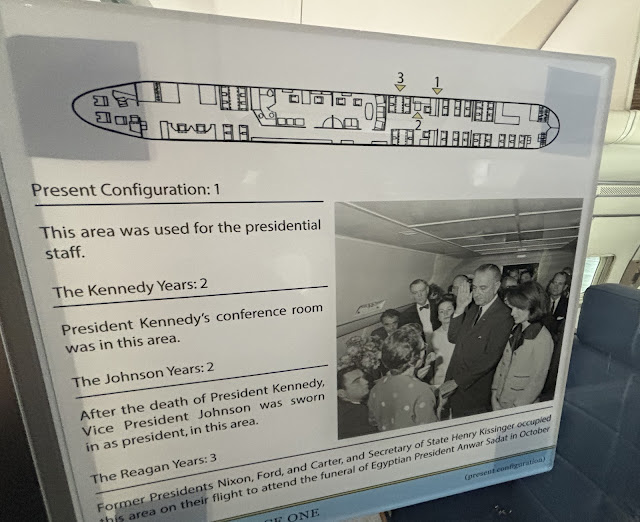 3 1
2
Present Configuration: 1
This area was used for the presidential
staff.
The Kennedy Years: 2
President Kennedy's conference room
was in this area.
The Johnson Years: 2
After the death of President Kennedy,
Vice President Johnson was sworn
in as president, in this area.
The Reagan Years: 3
Former Presidents Nixon, Ford, and Carter, and Secretary of State Henry Kissinger occupied
this area on their flight to attend the funeral of Egyptian President Anwar Sadat in October
(present configuration)
ONE